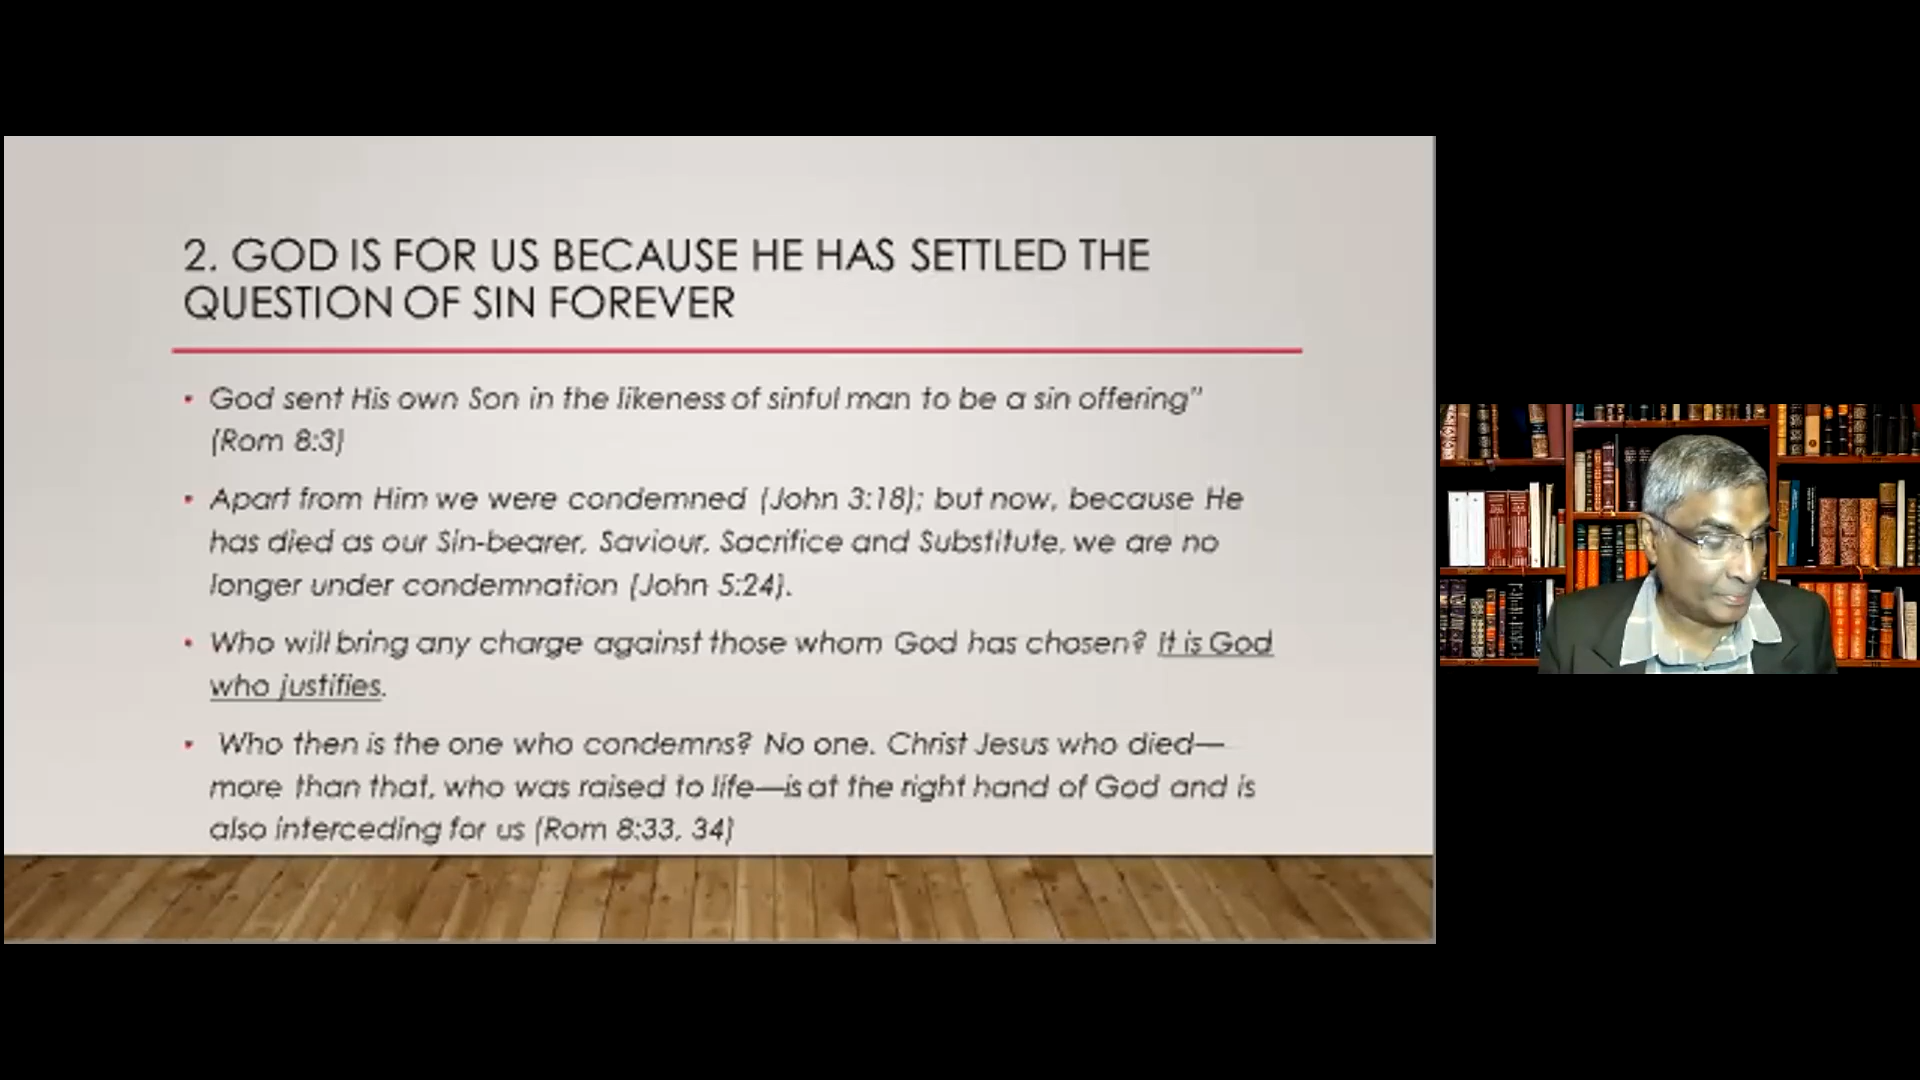 2. GOD IS FOR US BECAUSE HE HAS SETTLED THE
QUESTION OF SIN FOREVER
• God sent His own Son in the likeness of sinful man to be a sin offering"
(Rom 8:3)
• Apart from Him we were condemned (John 3:18); but now, because He
has died as our Sin-bearer, Saviour, Sacrifice and Substitute, we are no
longer under condemnation (John 5:24).
• Who will bring any charge against those whom God has chosen? It is God
who justifies.
• Who then is the one who condemns? No one. Christ Jesus who died—
more than that, who was raised to life—is at the right hand of God and is
also interceding for us (Rom 8:33, 34)